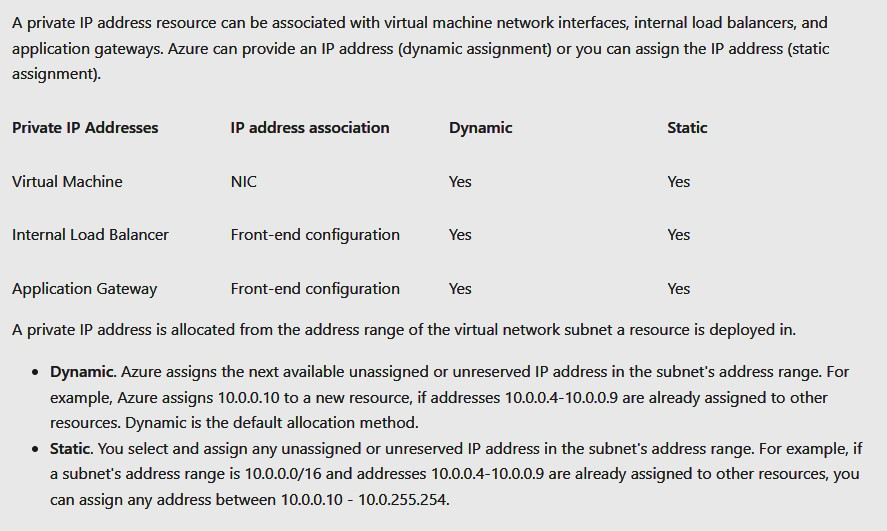 A private IP address resource can be associated with virtual machine network interfaces, internal load balancers, and
application gateways. Azure can provide an IP address (dynamic assignment) or you can assign the IP address (static
assignment).
Private IP Addresses IP address association Dynamic Static
Virtual Machine NIC Yes Yes
Internal Load Balancer Front-end configuration Yes Yes
Application Gateway Front-end configuration Yes Yes
A private IP address is allocated from the address range of the virtual network subnet a resource is deployed in.
• Dynamic. Azure assigns the next available unassigned or unreserved IP address in the subnet's address range. For
example, Azure assigns 10.0.0.10 to a new resource, if addresses 10.0.0.4-10.0.0.9 are already assigned to other
resources. Dynamic is the default allocation method.
• Static. You select and assign any unassigned or unreserved IP address in the subnet's address range. For example, if
a subnet's address range is 10.0.0.0/16 and addresses 10.0.0.4-10.0.0.9 are already assigned to other resources, you
can assign any address between 10.0.0.10 - 10.0.255.254.